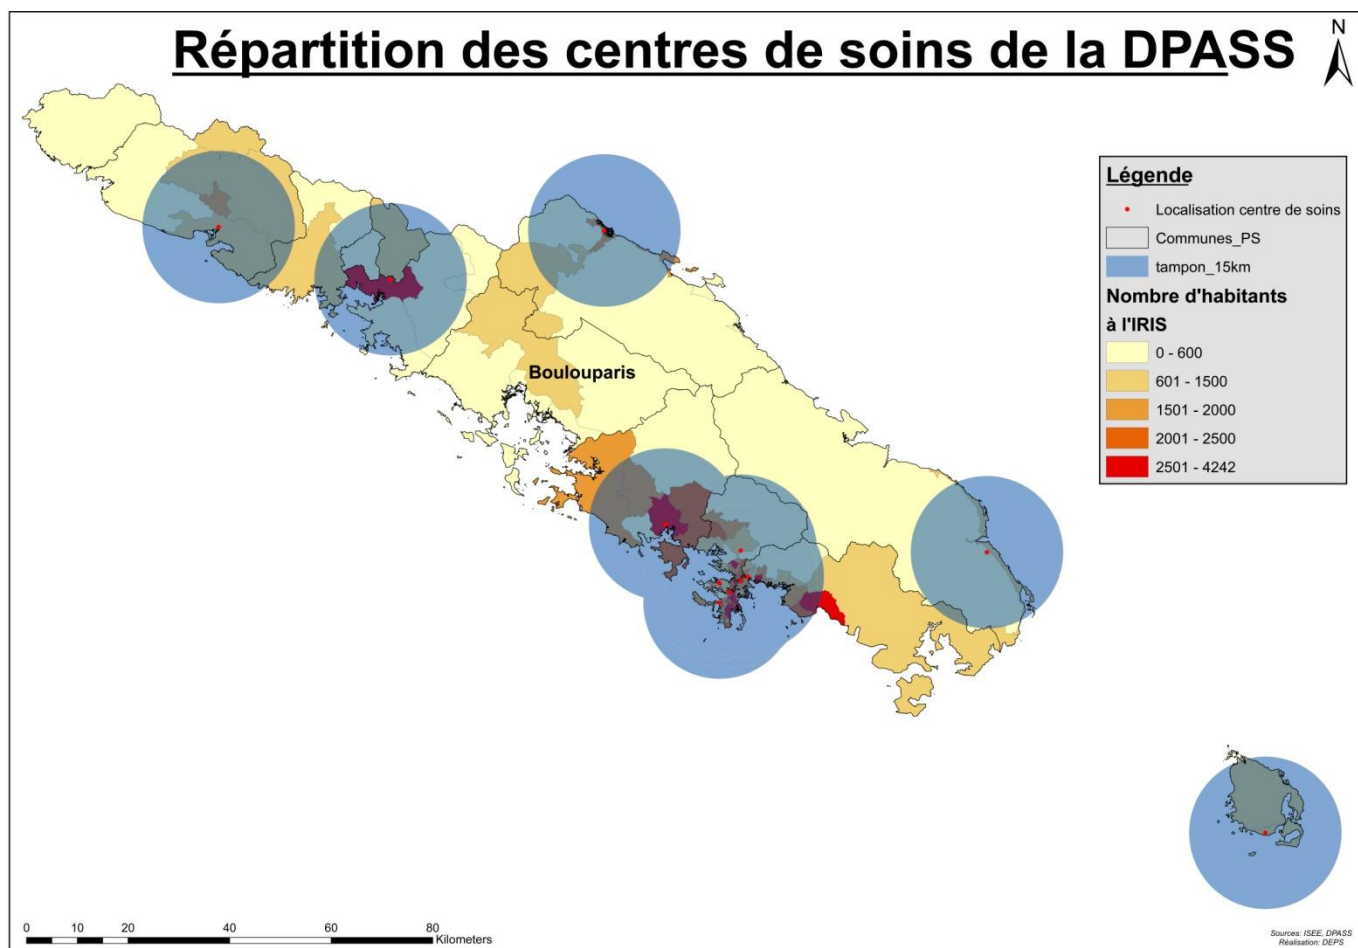 Répartition des centres de soins de la DPASS
N
Légende
Localisation centre de soins
Communes_PS
tampon_15km
Nombre d'habitants
à l'IRIS
0 - 600
601 - 1500
1501 - 2000
2001 - 2500
2501 - 4242
Boulouparis
0 10 20 40 60 80
Kilometers
Sources: ISEE, DPASS
Réalisation: DEPS